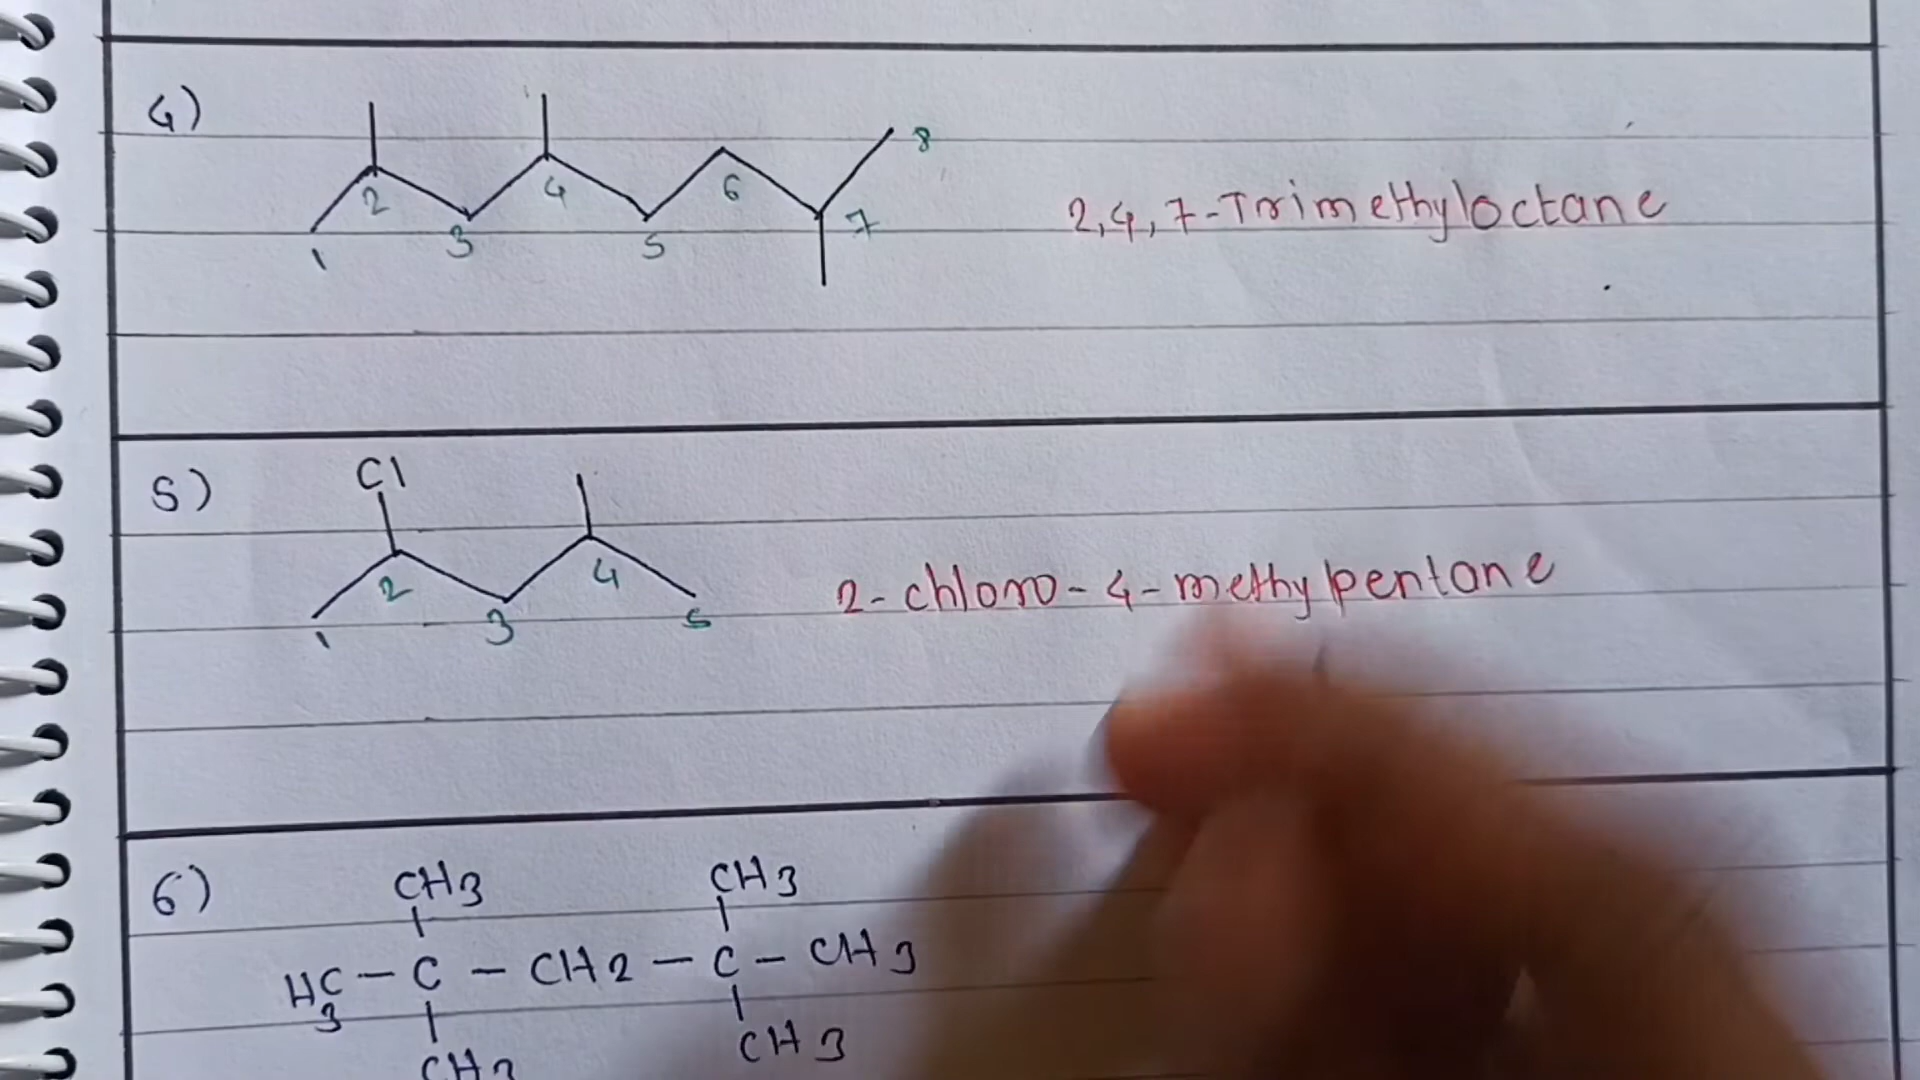 4)
8
2
4
6
7
1
3
5
2,4,7-Trimethyloctane
5)
Cl
2
4
1
3
5
2-chloro-4-methylpentane
6)
CH3
CH3
H3C-C-CH2-C-CH3
CH3
CH3